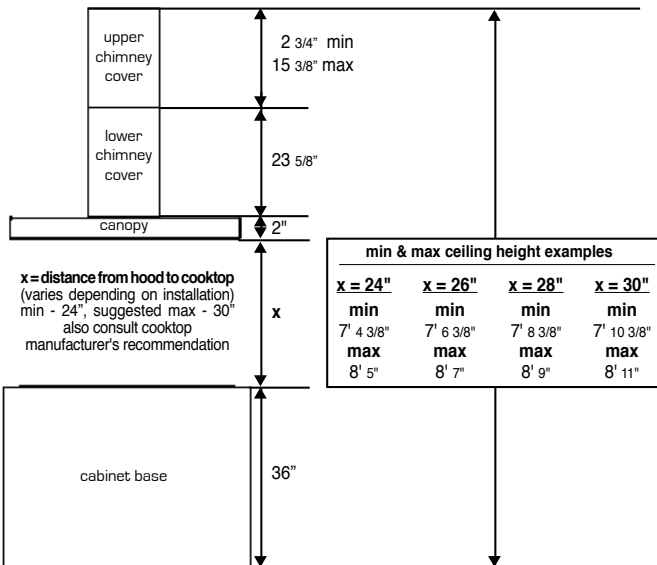 upper
chimney
cover
2 3/4” min
15 3/8” max
lower
chimney
cover
23 5/8”
canopy
2"
x = distance from hood to cooktop
(varies depending on installation)
min - 24”, suggested max - 30”
also consult cooktop
manufacturer's recommendation
x
min & max ceiling height examples
x = 24" x = 26" x = 28" x = 30"
min min min min
7' 4 3/8" 7' 6 3/8" 7' 8 3/8" 7' 10 3/8"
max max max max
8' 5" 8' 7" 8' 9" 8' 11"
cabinet base
36”